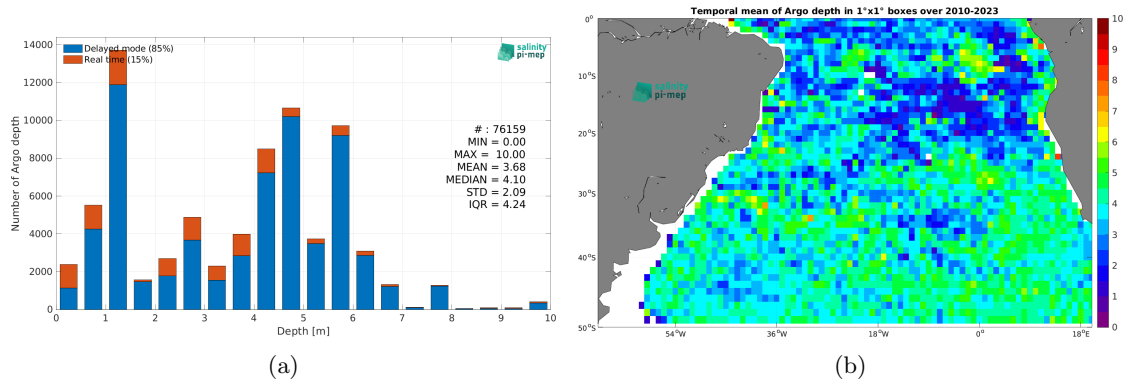 Delayed mode (85%)
Real time (15%)
salinity
pi-mep
# : 76159
MIN = 0.00
MAX = 10.00
MEAN = 3.68
MEDIAN = 4.10
STD = 2.09
IQR = 4.24
Number of Argo depth
14000
12000
10000
8000
6000
4000
2000
0
0 1 2 3 4 5 6 7 8 9 10
Depth [m]
(a)
Temporal mean of Argo depth in 1°x1° boxes over 2010-2023
salinity
pi-mep
0°
10°S
20°S
30°S
40°S
50°S
54°W 36°W 18°W 0° 18°E
10
9
8
7
6
5
4
3
2
1
0
(b)